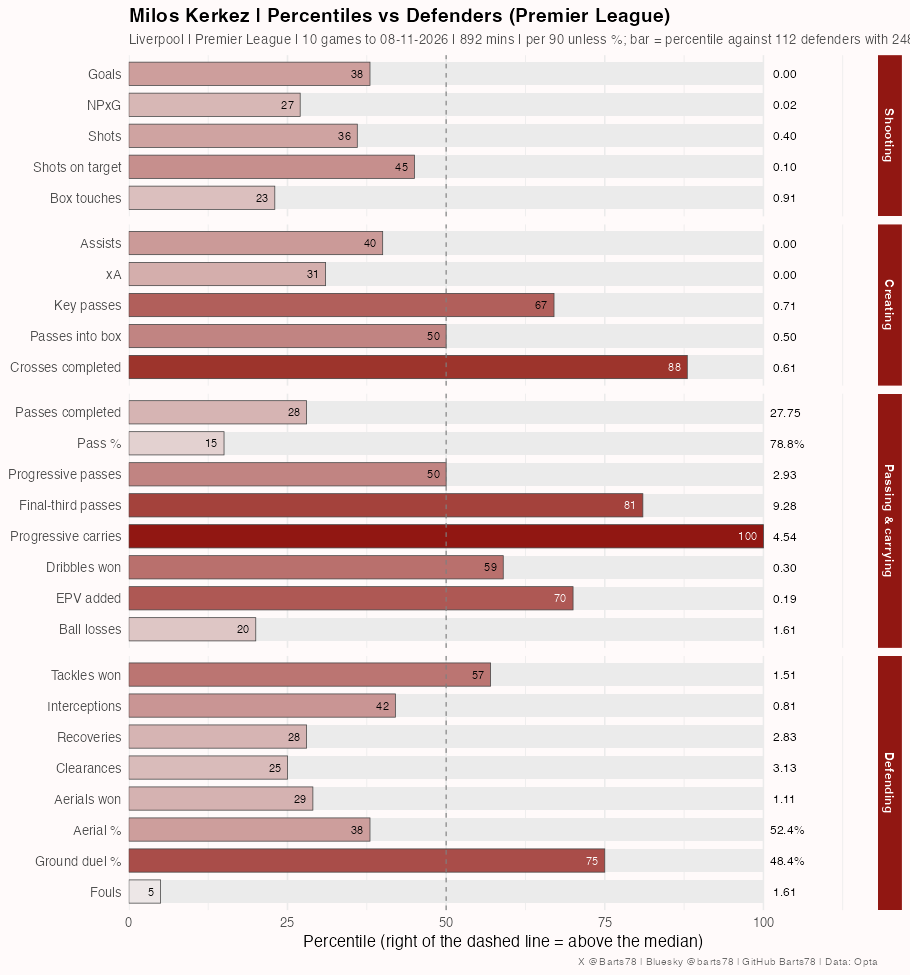 Milos Kerkez | Percentiles vs Defenders (Premier League)
Liverpool | Premier League | 10 games to 08-11-2026 | 892 mins | per 90 unless %; bar = percentile against 112 defenders with 248
Shooting
Goals 38 0.00
NPxG 27 0.02
Shots 36 0.40
Shots on target 45 0.10
Box touches 23 0.91
Creating
Assists 40 0.00
xA 31 0.00
Key passes 67 0.71
Passes into box 50 0.50
Crosses completed 88 0.61
Passing & carrying
Passes completed 28 27.75
Pass % 15 78.8%
Progressive passes 50 2.93
Final-third passes 81 9.28
Progressive carries 100 4.54
Dribbles won 59 0.30
EPV added 70 0.19
Ball losses 20 1.61
Defending
Tackles won 57 1.51
Interceptions 42 0.81
Recoveries 28 2.83
Clearances 25 3.13
Aerials won 29 1.11
Aerial % 38 52.4%
Ground duel % 75 48.4%
Fouls 5 1.61
0 25 50 75 100
Percentile (right of the dashed line = above the median)
X @Barts78 | Bluesky @barts78 | GitHub Barts78 | Data: Opta